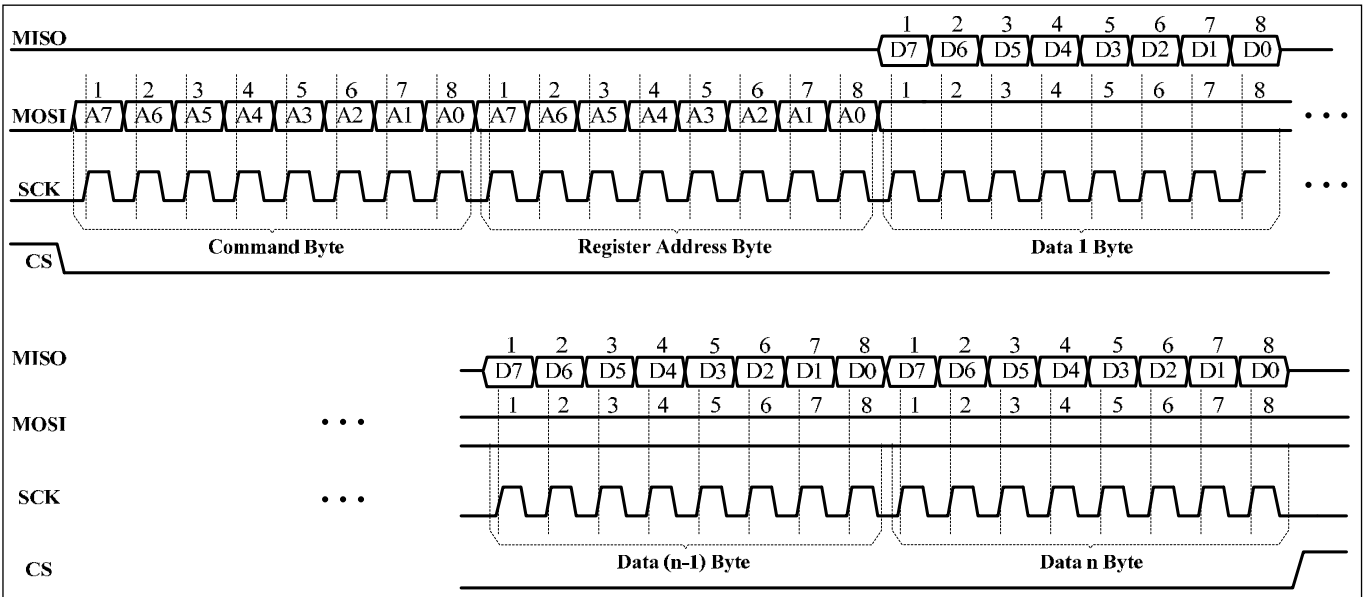 1 2 3 4 5 6 7 8
MISO D7 D6 D5 D4 D3 D2 D1 D0
1 2 3 4 5 6 7 8 1 2 3 4 5 6 7 8
MOSI A7 A6 A5 A4 A3 A2 A1 A0 A7 A6 A5 A4 A3 A2 A1 A0 1 2 3 4 5 6 7 8 • • •
SCK • • •
Command Byte Register Address Byte Data 1 Byte
CS
1 2 3 4 5 6 7 8 1 2 3 4 5 6 7 8
MISO D7 D6 D5 D4 D3 D2 D1 D0 D7 D6 D5 D4 D3 D2 D1 D0
1 2 3 4 5 6 7 8 1 2 3 4 5 6 7 8
MOSI • • •
SCK • • •
Data (n-1) Byte Data n Byte
CS